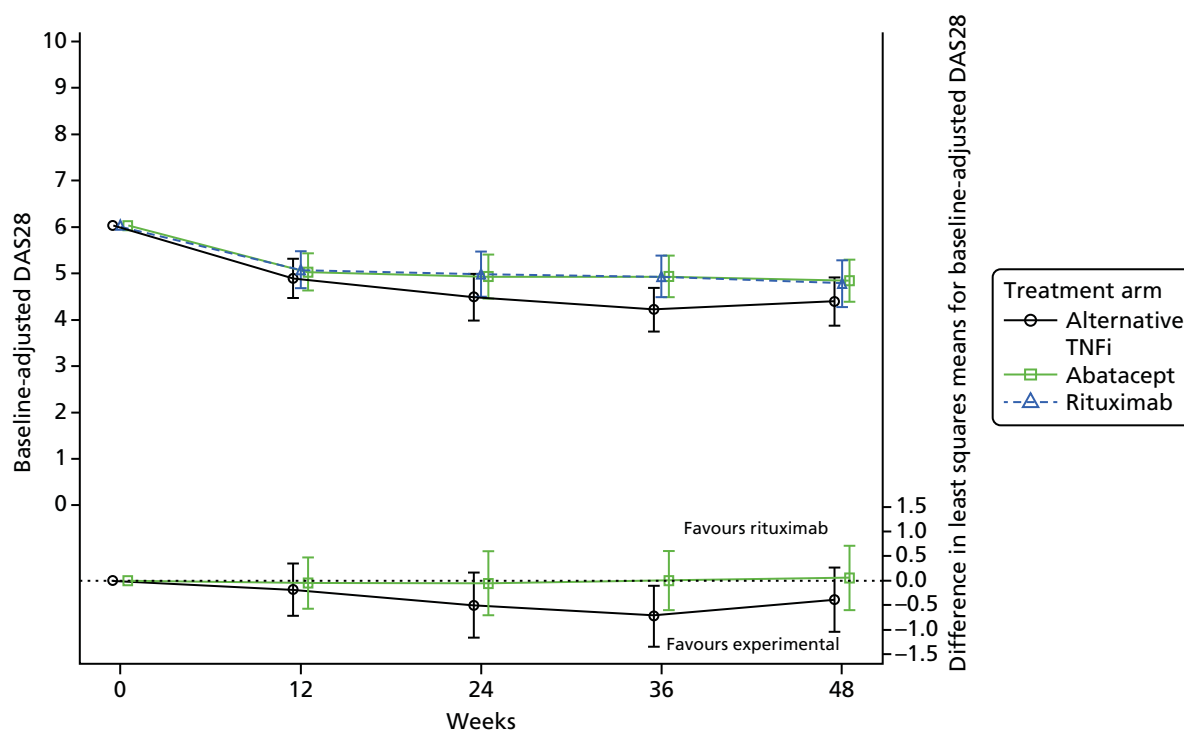 10
9
8
7
6
5
4
3
2
1
0
Baseline-adjusted DAS28
1.5
1.0
0.5
0.0
−0.5
−1.0
−1.5
Difference in least squares means for baseline-adjusted DAS28
Favours rituximab
Favours experimental
0 12 24 36 48
Weeks
Treatment arm
Alternative
TNFi
Abatacept
Rituximab